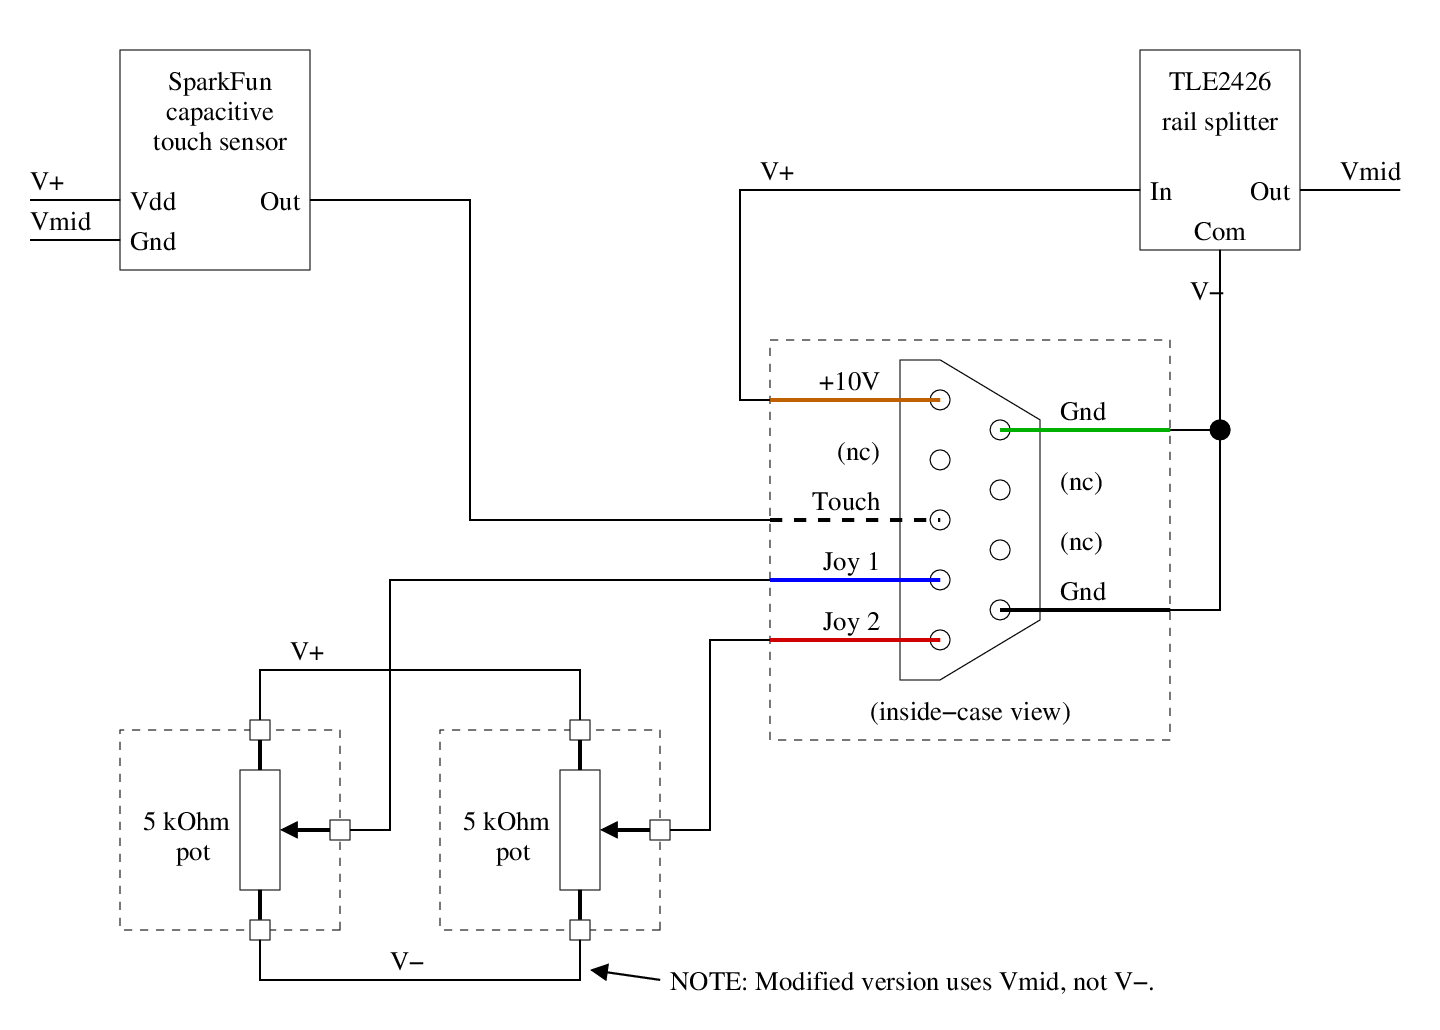 SparkFun
capacitive
touch sensor
V+
Vdd
Out
Vmid
Gnd
TLE2426
rail splitter
V+
In
Out
Vmid
Com
V−
+10V
Gnd
(nc)
(nc)
Touch
(nc)
Joy 1
Gnd
Joy 2
(inside−case view)
V+
5 kOhm
pot
5 kOhm
pot
V−
NOTE: Modified version uses Vmid, not V−.